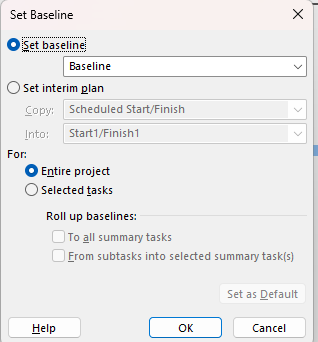 Set Baseline
Set baseline
Baseline
Set interim plan
Copy: Scheduled Start/Finish
Into: Start1/Finish1
For:
Entire project
Selected tasks
Roll up baselines:
To all summary tasks
From subtasks into selected summary task(s)
Set as Default
Help OK Cancel